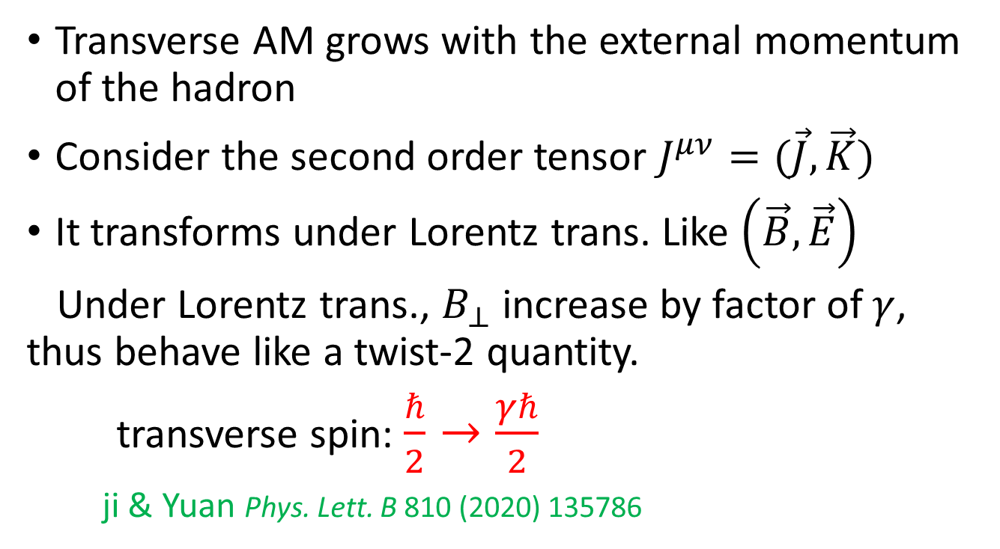 • Transverse AM grows with the external momentum
of the hadron
• Consider the second order tensor $J^{\mu\nu} = (\vec{J}, \vec{K})$
• It transforms under Lorentz trans. Like $\left(\vec{B}, \vec{E}\right)$
Under Lorentz trans., $B_{\perp}$ increase by factor of $\gamma$,
thus behave like a twist-2 quantity.
transverse spin: $\frac{\hbar}{2} \rightarrow \frac{\gamma\hbar}{2}$
ji & Yuan Phys. Lett. B 810 (2020) 135786